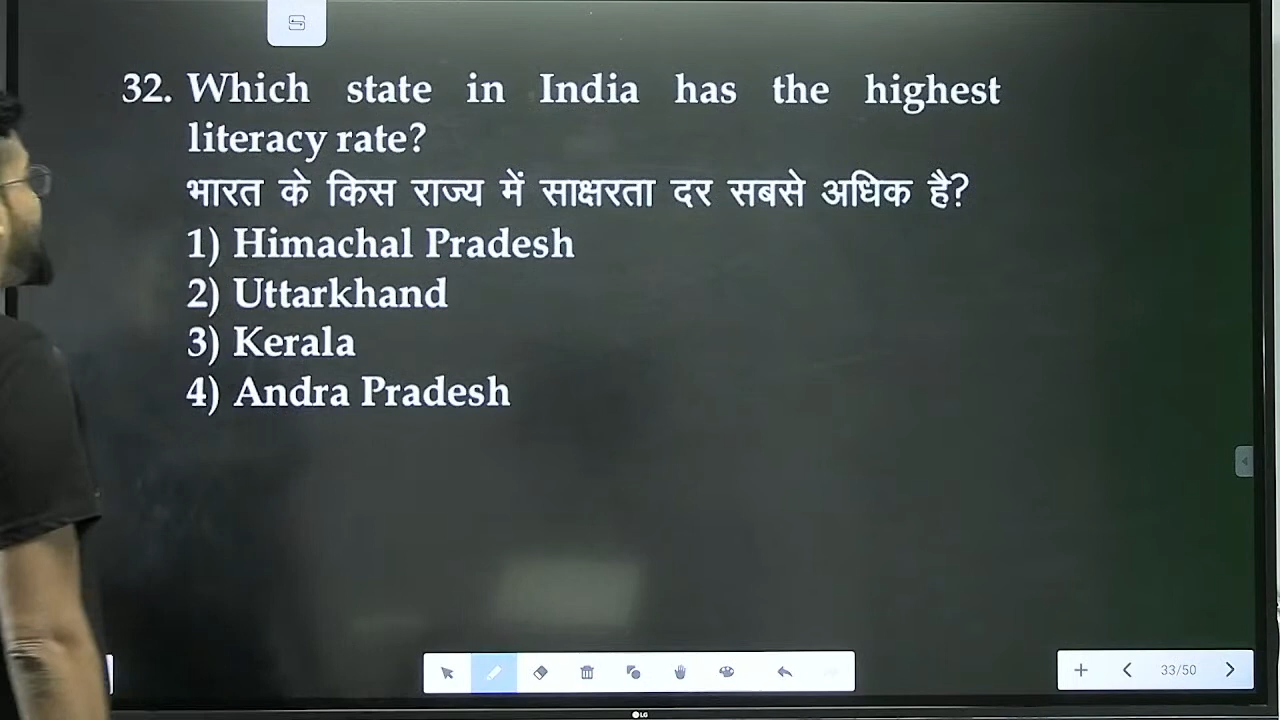 32. Which state in India has the highest
literacy rate?
भारत के किस राज्य में साक्षरता दर सबसे अधिक है?
1) Himachal Pradesh
2) Uttarkhand
3) Kerala
4) Andra Pradesh
33/50
LG